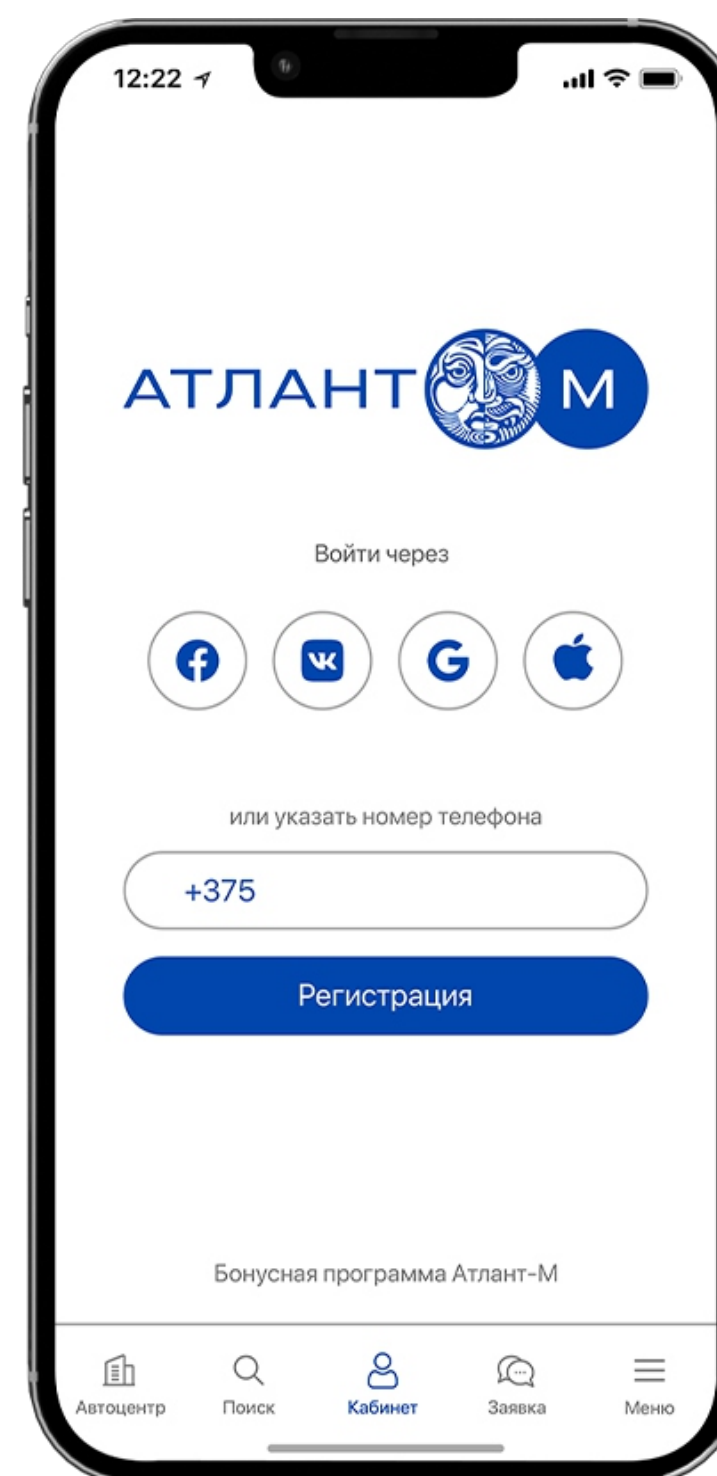 12:22
АТЛАНТ М
Войти через
или указать номер телефона
+375
Регистрация
Бонусная программа Атлант-М
Автоцентр Поиск Кабинет Заявка Меню